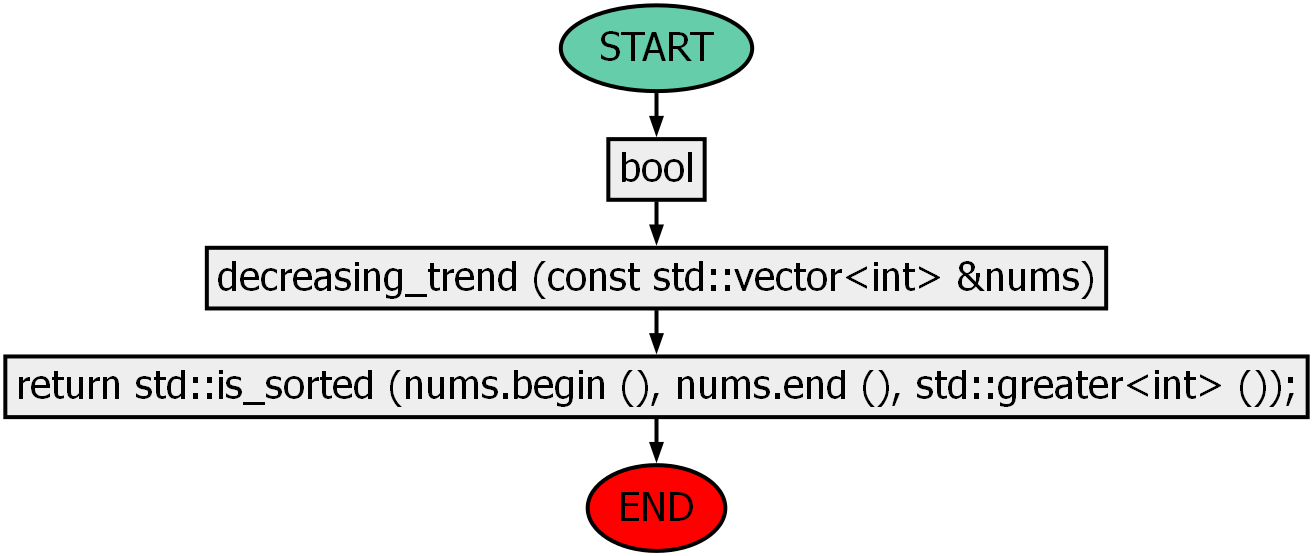 START
bool
decreasing_trend (const std::vector<int> &nums)
return std::is_sorted (nums.begin (), nums.end (), std::greater<int> ());
END